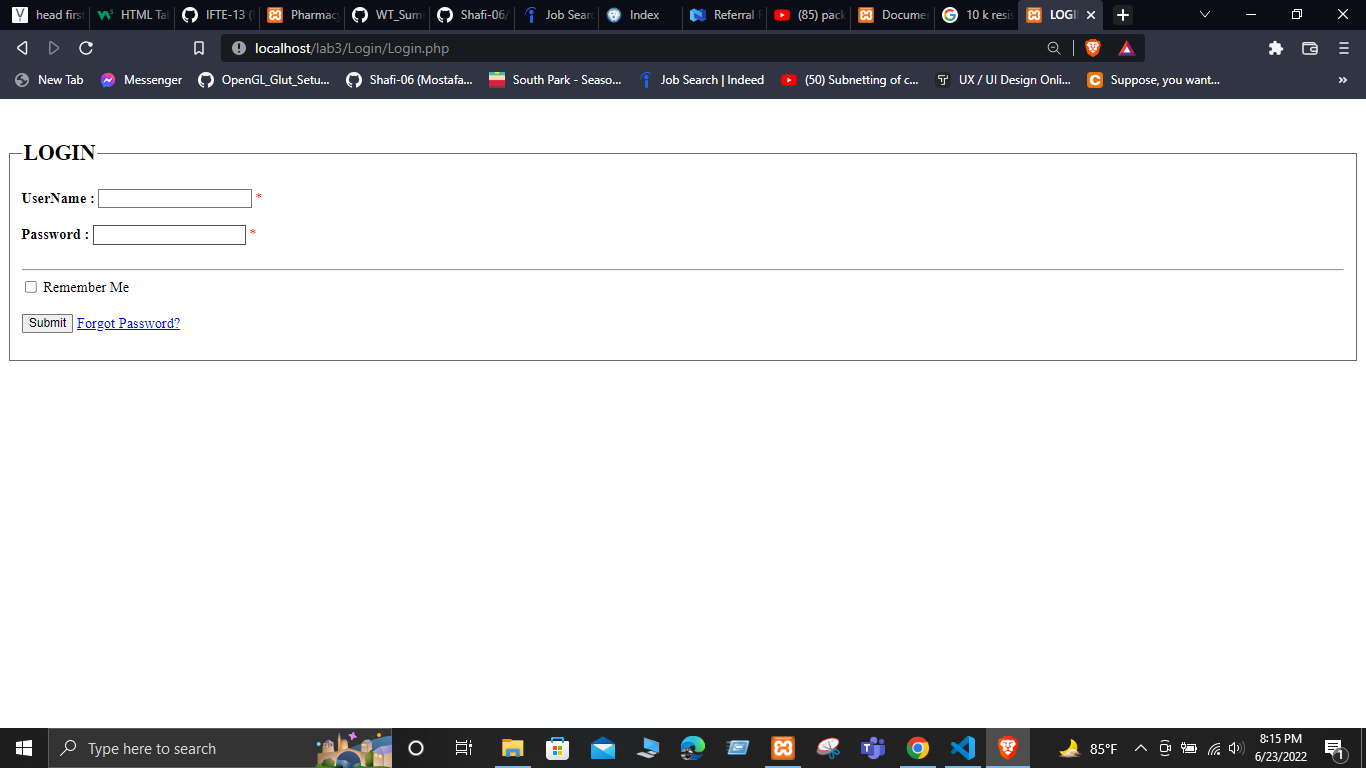 head first HTML Tab IFTE-13 ( Pharmacy WT_Sum Shafi-06/ Job Sear Index Referral (85) pack Documen 10 k resis LOGI
localhost/lab3/Login/Login.php
New Tab Messenger OpenGL_Glut_Setu... Shafi-06 (Mostafa... South Park - Seaso... Job Search | Indeed (50) Subnetting of c... UX / UI Design Onli... Suppose, you want... »
LOGIN
UserName : *
Password : *
Remember Me
Submit Forgot Password?
Type here to search
85°F
8:15 PM
6/23/2022
1